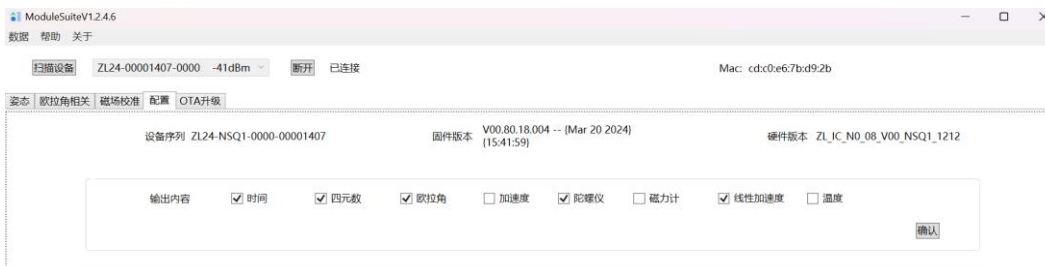 ModuleSuiteV1.2.4.6
数据 帮助 关于
扫描设备 ZL24-00001407-0000 -41dBm 断开 已连接 Mac: cd:c0:e6:7b:d9:2b
姿态 欧拉角相关 磁场校准 配置 OTA升级
设备序列 ZL24-NSQ1-0000-00001407 固件版本 V00.80.18.004 -- (Mar 20 2024) (15:41:59) 硬件版本 ZL_IC_N0_08_V00_NSQ1_1212
输出内容 时间 四元数 欧拉角 加速度 陀螺仪 磁力计 线性加速度 温度
确认